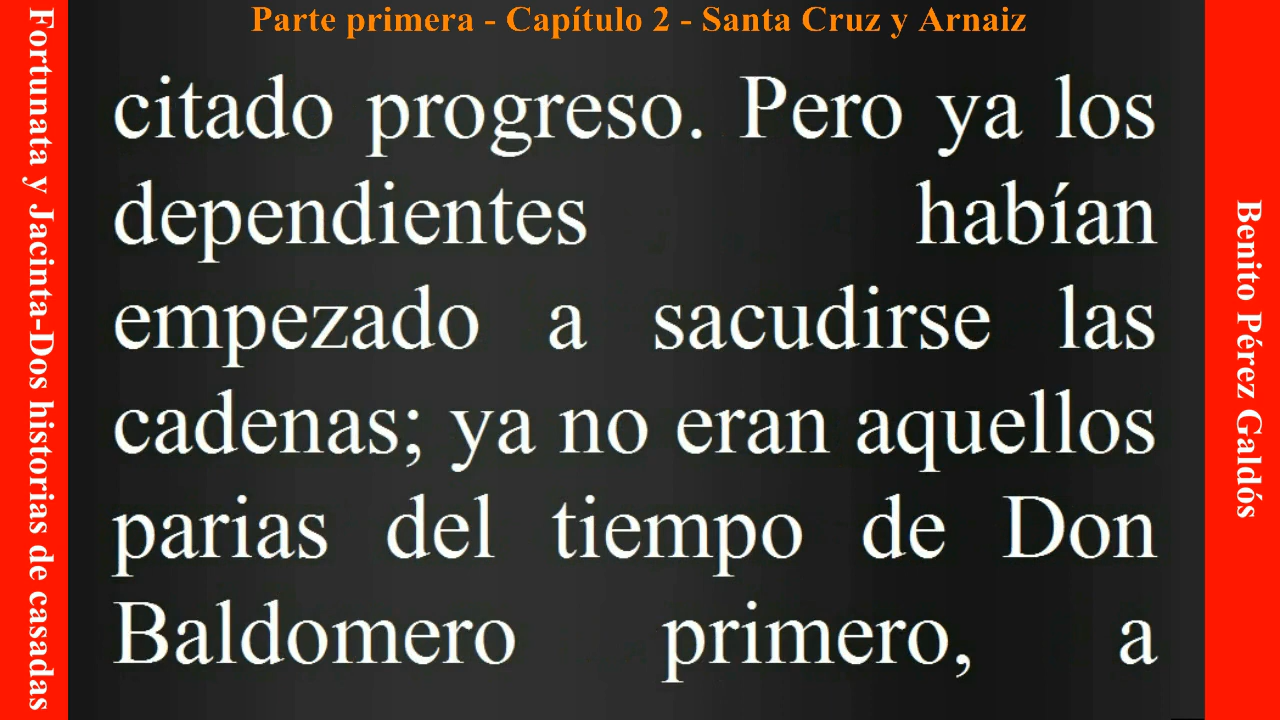 Parte primera - Capítulo 2 - Santa Cruz y Arnaiz
Fortunata y Jacinta-Dos historias de casadas
citado progreso. Pero ya los
dependientes habían
empezado a sacudirse las
cadenas; ya no eran aquellos
parias del tiempo de Don
Baldomero primero, a
Benito Pérez Galdós